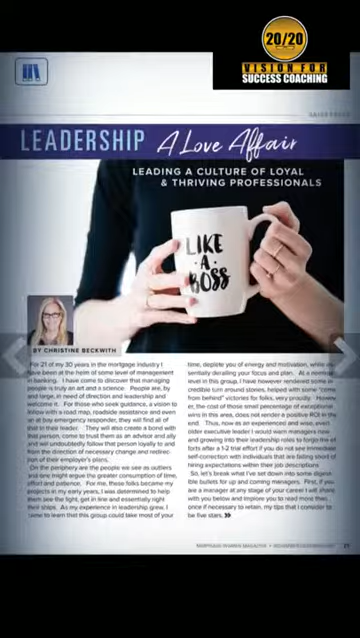 20/20
VISION FOR
SUCCESS COACHING
LEADERSHIP A Love Affair
LEADING A CULTURE OF LOYAL
& THRIVING PROFESSIONALS
LIKE
·A·
BOSS
BY CHRISTINE BECKWITH
For 21 of my 30 years in the mortgage industry I
have been at the helm of some level of management
in banking. I have come to discover that managing
people is truly an art and a science. People are, by
and large, in need of direction and leadership and
welcome it. For those who seek guidance, a vision to
follow with a road map, roadside assistance and even
an at bay emergency responder, they will find all of
that in their leader. They will also create a bond with
that person, come to trust them as an advisor and ally
and will undoubtedly follow that person loyally to and
from the direction of necessary change and redirec-
tion of their employer's plans.
On the periphery are the people we see as outliers
and one might argue the greater consumption of time,
effort and patience. For me, these folks became my
projects in my early years, I was determined to help
them see the light, get in line and essentially right
their ships. As my experience in leadership grew, I
came to learn that this group could take most of your
time, deplete you of energy and motivation, while es-
sentially derailing your focus and plan. At a nominal
level in this group, I have however rendered some in-
credible turn around stories, helped with some "come
from behind" victories for folks, very proudly. Howev-
er, the cost of those small percentage of exceptional
wins in this area, does not render a positive ROI in the
end. Thus, now as an experienced and wise, even
older executive leader I would warn managers new
and growing into their leadership roles to forgo
efforts after a 1-2 trial effort if you do not see immediate
self-correction with individuals that are falling short of
hiring expectations within their job descriptions
So, let's break what I've set down into some digesti-
ble bullets for up and coming managers. First, if you
are a manager at any stage of your career I will share
with you below and implore you to read more than
once if necessary to retain, my tips that I consider to
be five stars.